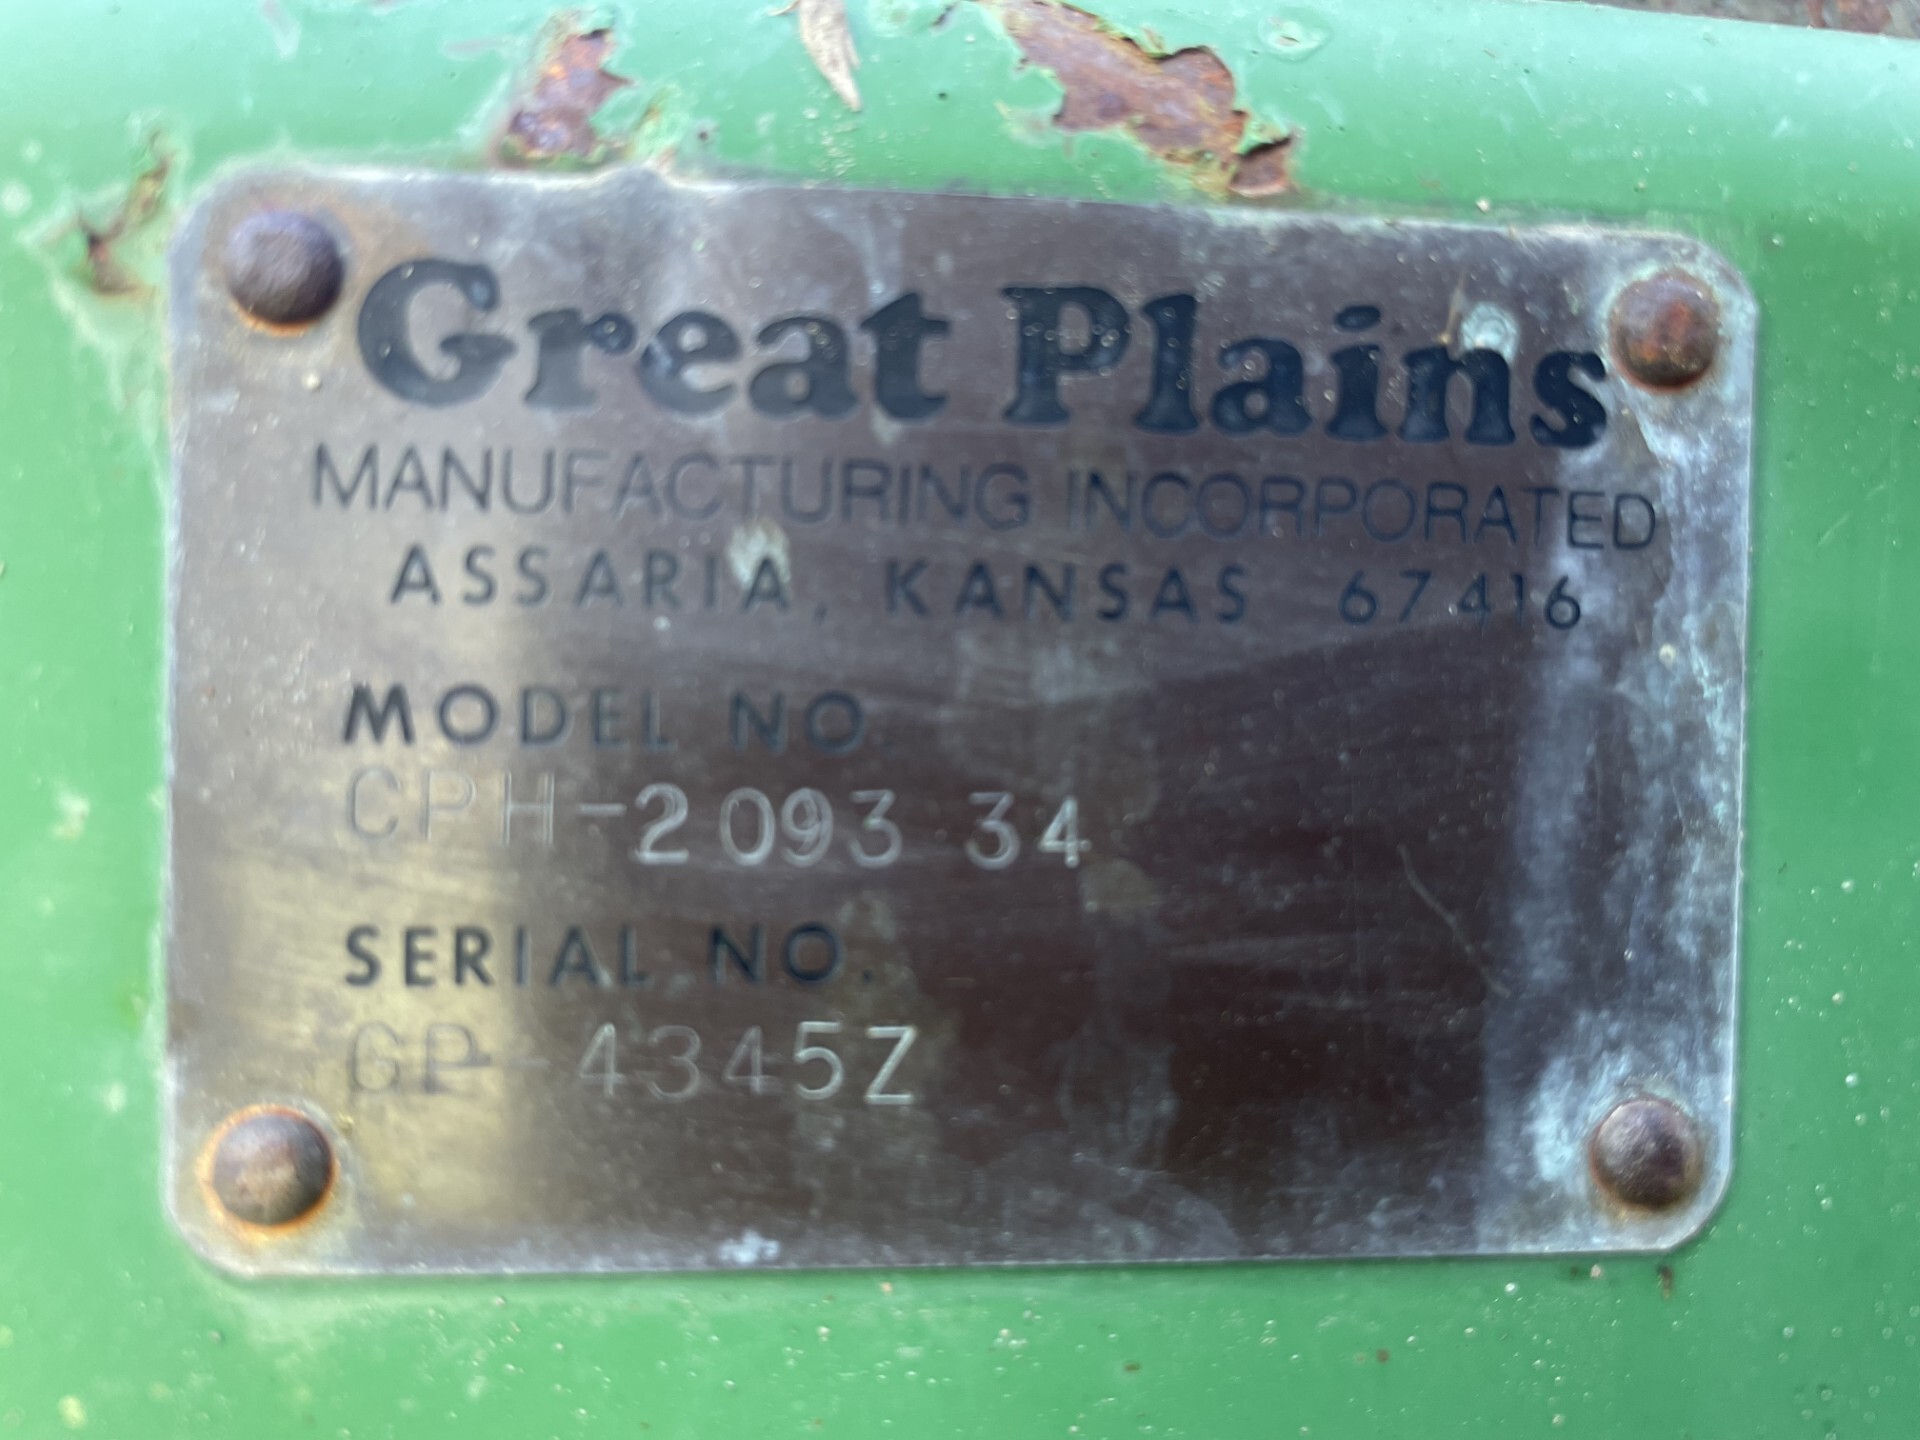 Great Plains
MANUFACTURING INCORPORATED
ASSARIA, KANSAS 67416
MODEL NO
CPH-2093 34
SERIAL NO.
GP-4345Z